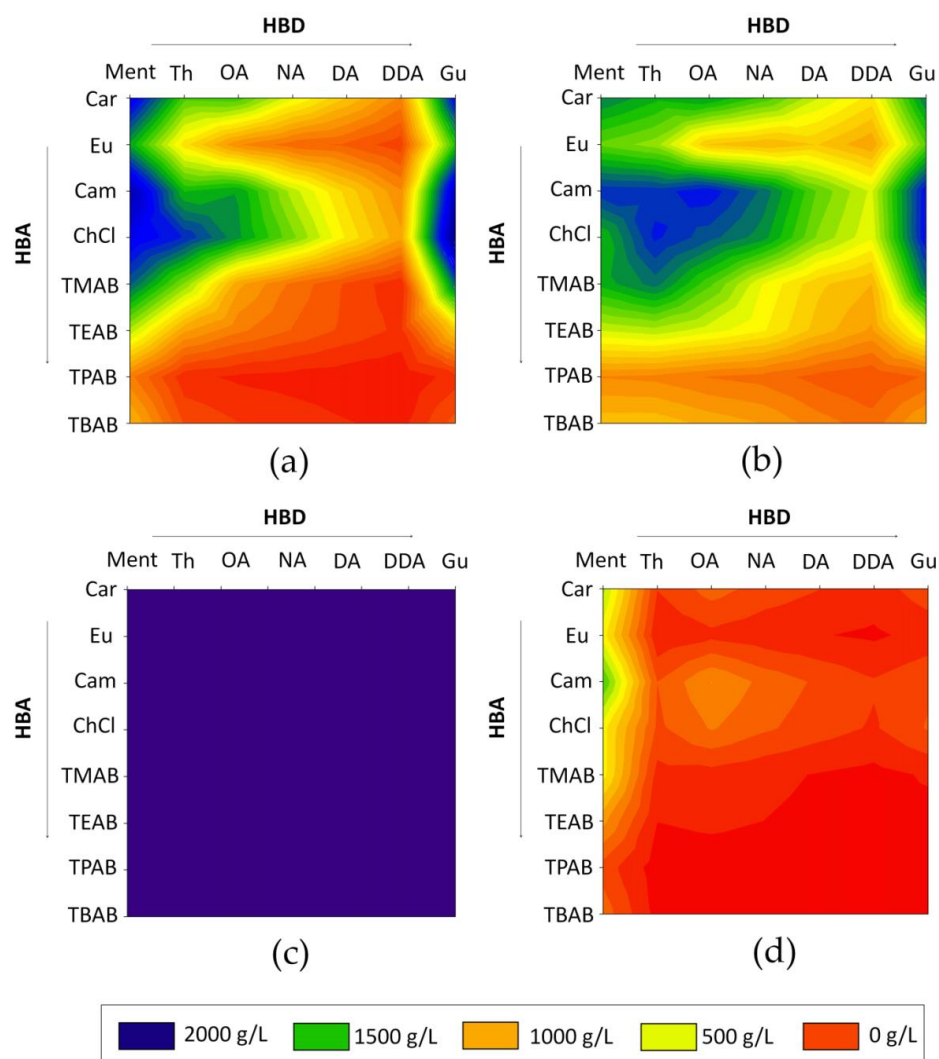 HBD
Ment Th OA NA DA DDA Gu
HBA
Car
Eu
Cam
ChCl
TMAB
TEAB
TPAB
TBAB
(a)
HBD
Ment Th OA NA DA DDA Gu
HBA
Car
Eu
Cam
ChCl
TMAB
TEAB
TPAB
TBAB
(b)
HBD
Ment Th OA NA DA DDA Gu
HBA
Car
Eu
Cam
ChCl
TMAB
TEAB
TPAB
TBAB
(c)
HBD
Ment Th OA NA DA DDA Gu
HBA
Car
Eu
Cam
ChCl
TMAB
TEAB
TPAB
TBAB
(d)
2000 g/L 1500 g/L 1000 g/L 500 g/L 0 g/L